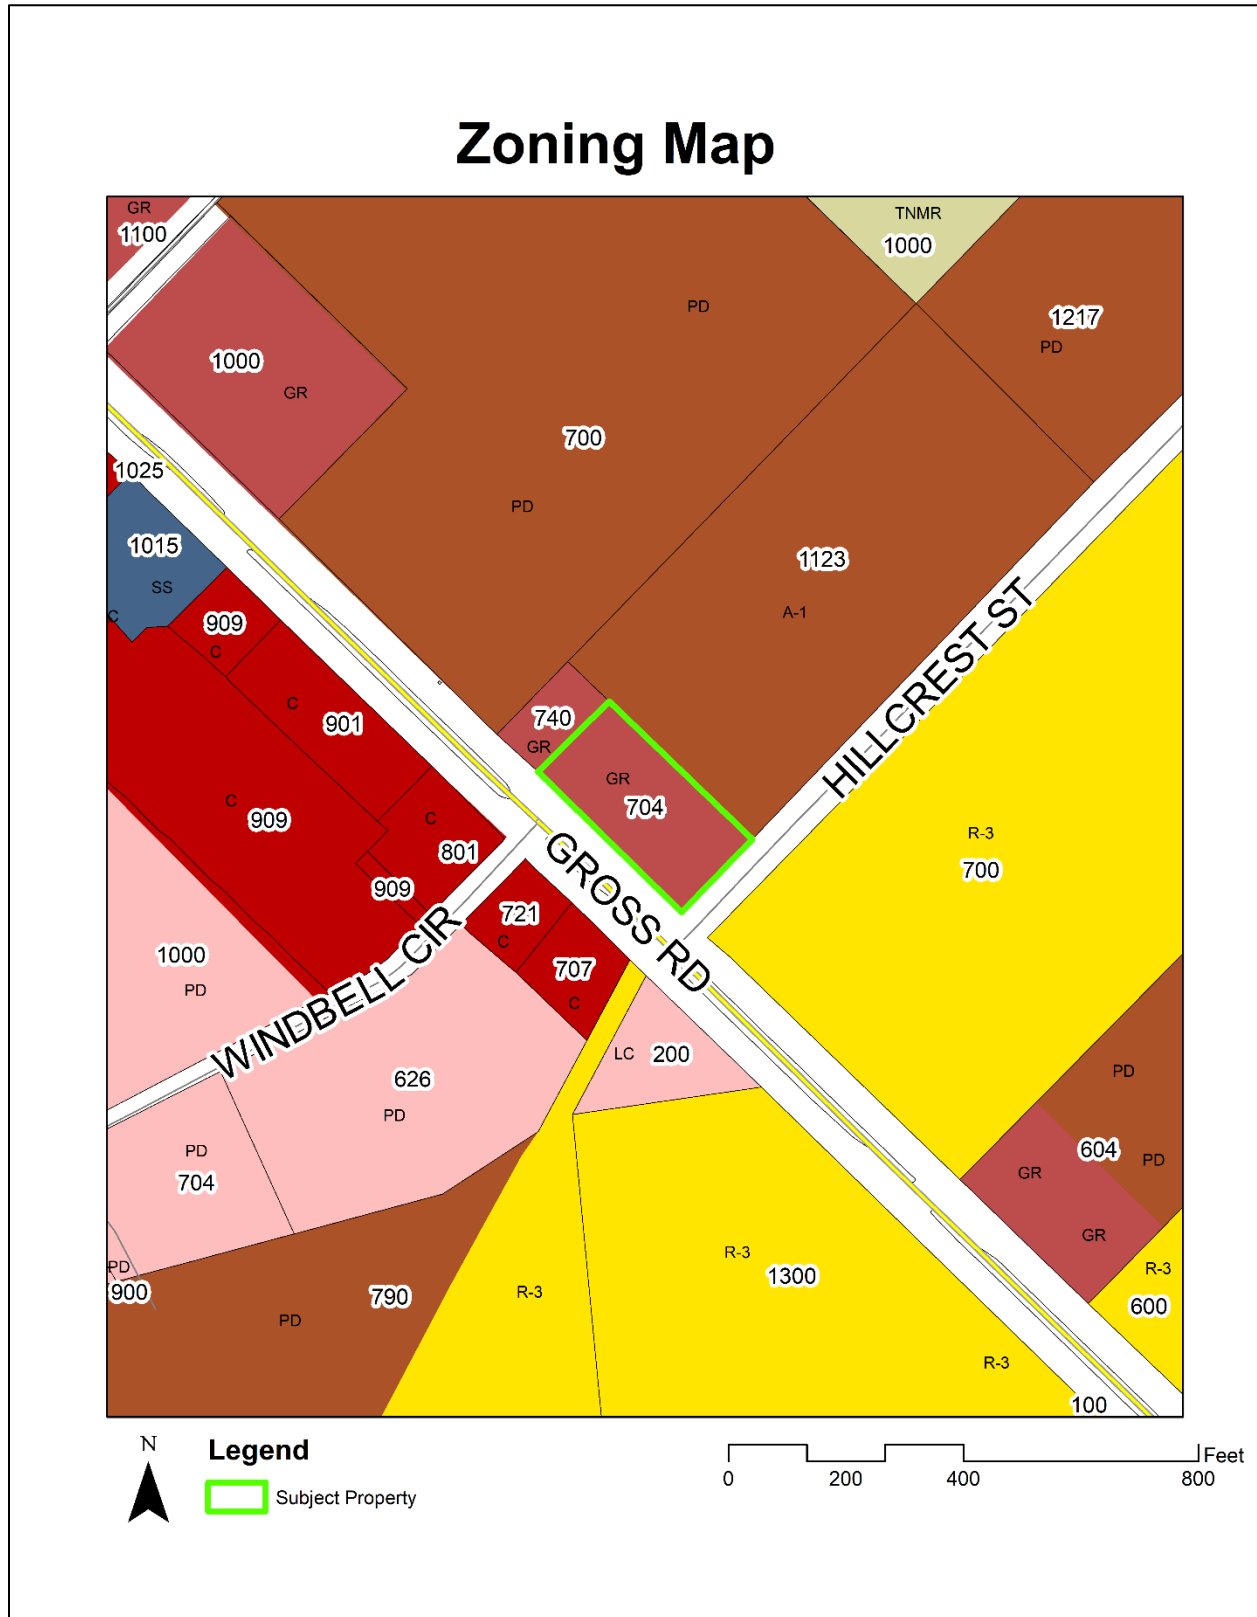 Zoning Map
GR
1100
TNMR
1000
PD
1217
PD
1000
GR
700
PD
1025
1015
SS
C
1123
A-1
909
C
C
901
HILLCREST ST
740
GR
GR
704
C
909
C
801
909
R-3
700
GROSS RD
721
C
707
C
1000
PD
WINDBELL CIR
LC
200
626
PD
PD
604
PD
GR
GR
PD
704
PD
900
790
PD
R-3
R-3
1300
R-3
R-3
600
100
N
Legend
Subject Property
Feet
0 200 400 800